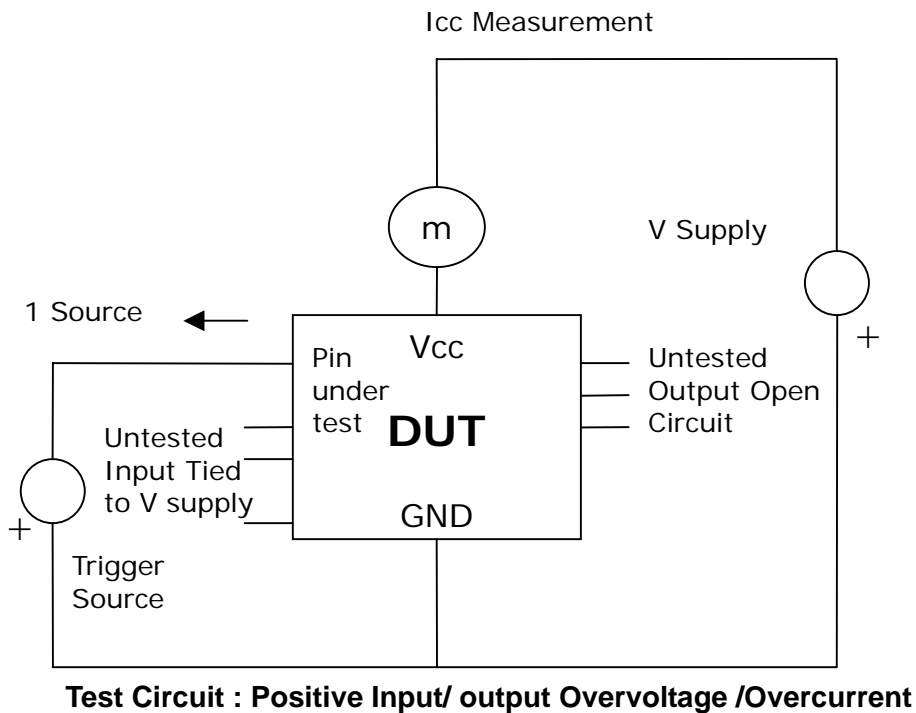 Icc Measurement
m
V Supply
+
1 Source
Vcc
Pin
under
test
DUT
GND
Untested
Output Open
Circuit
Untested
Input Tied
to V supply
+
Trigger
Source
Test Circuit : Positive Input/ output Overvoltage /Overcurrent